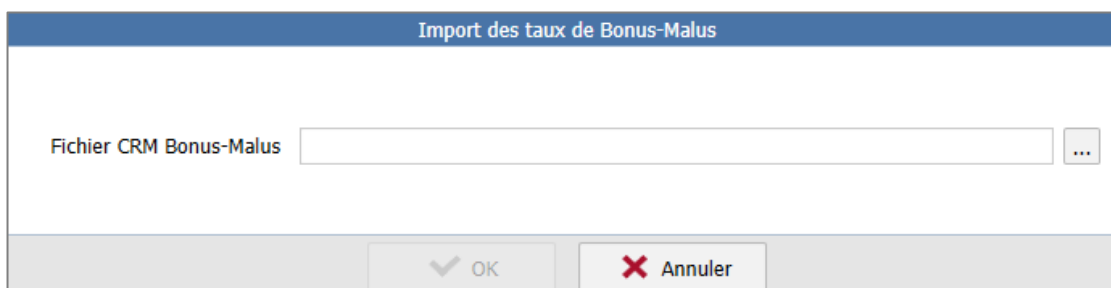 Import des taux de Bonus-Malus
Fichier CRM Bonus-Malus ...
OK Annuler